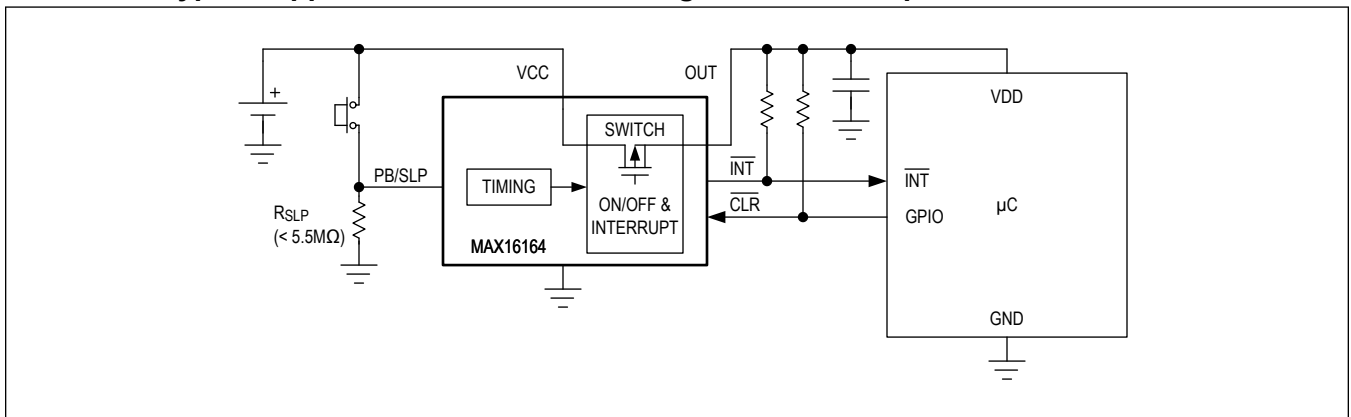 VCC
OUT
VDD
SWITCH
PB/SLP
TIMING
INT
INT
CLR
GPIO
µC
ON/OFF &
INTERRUPT
RSLP
(< 5.5MΩ)
MAX16164
GND
+